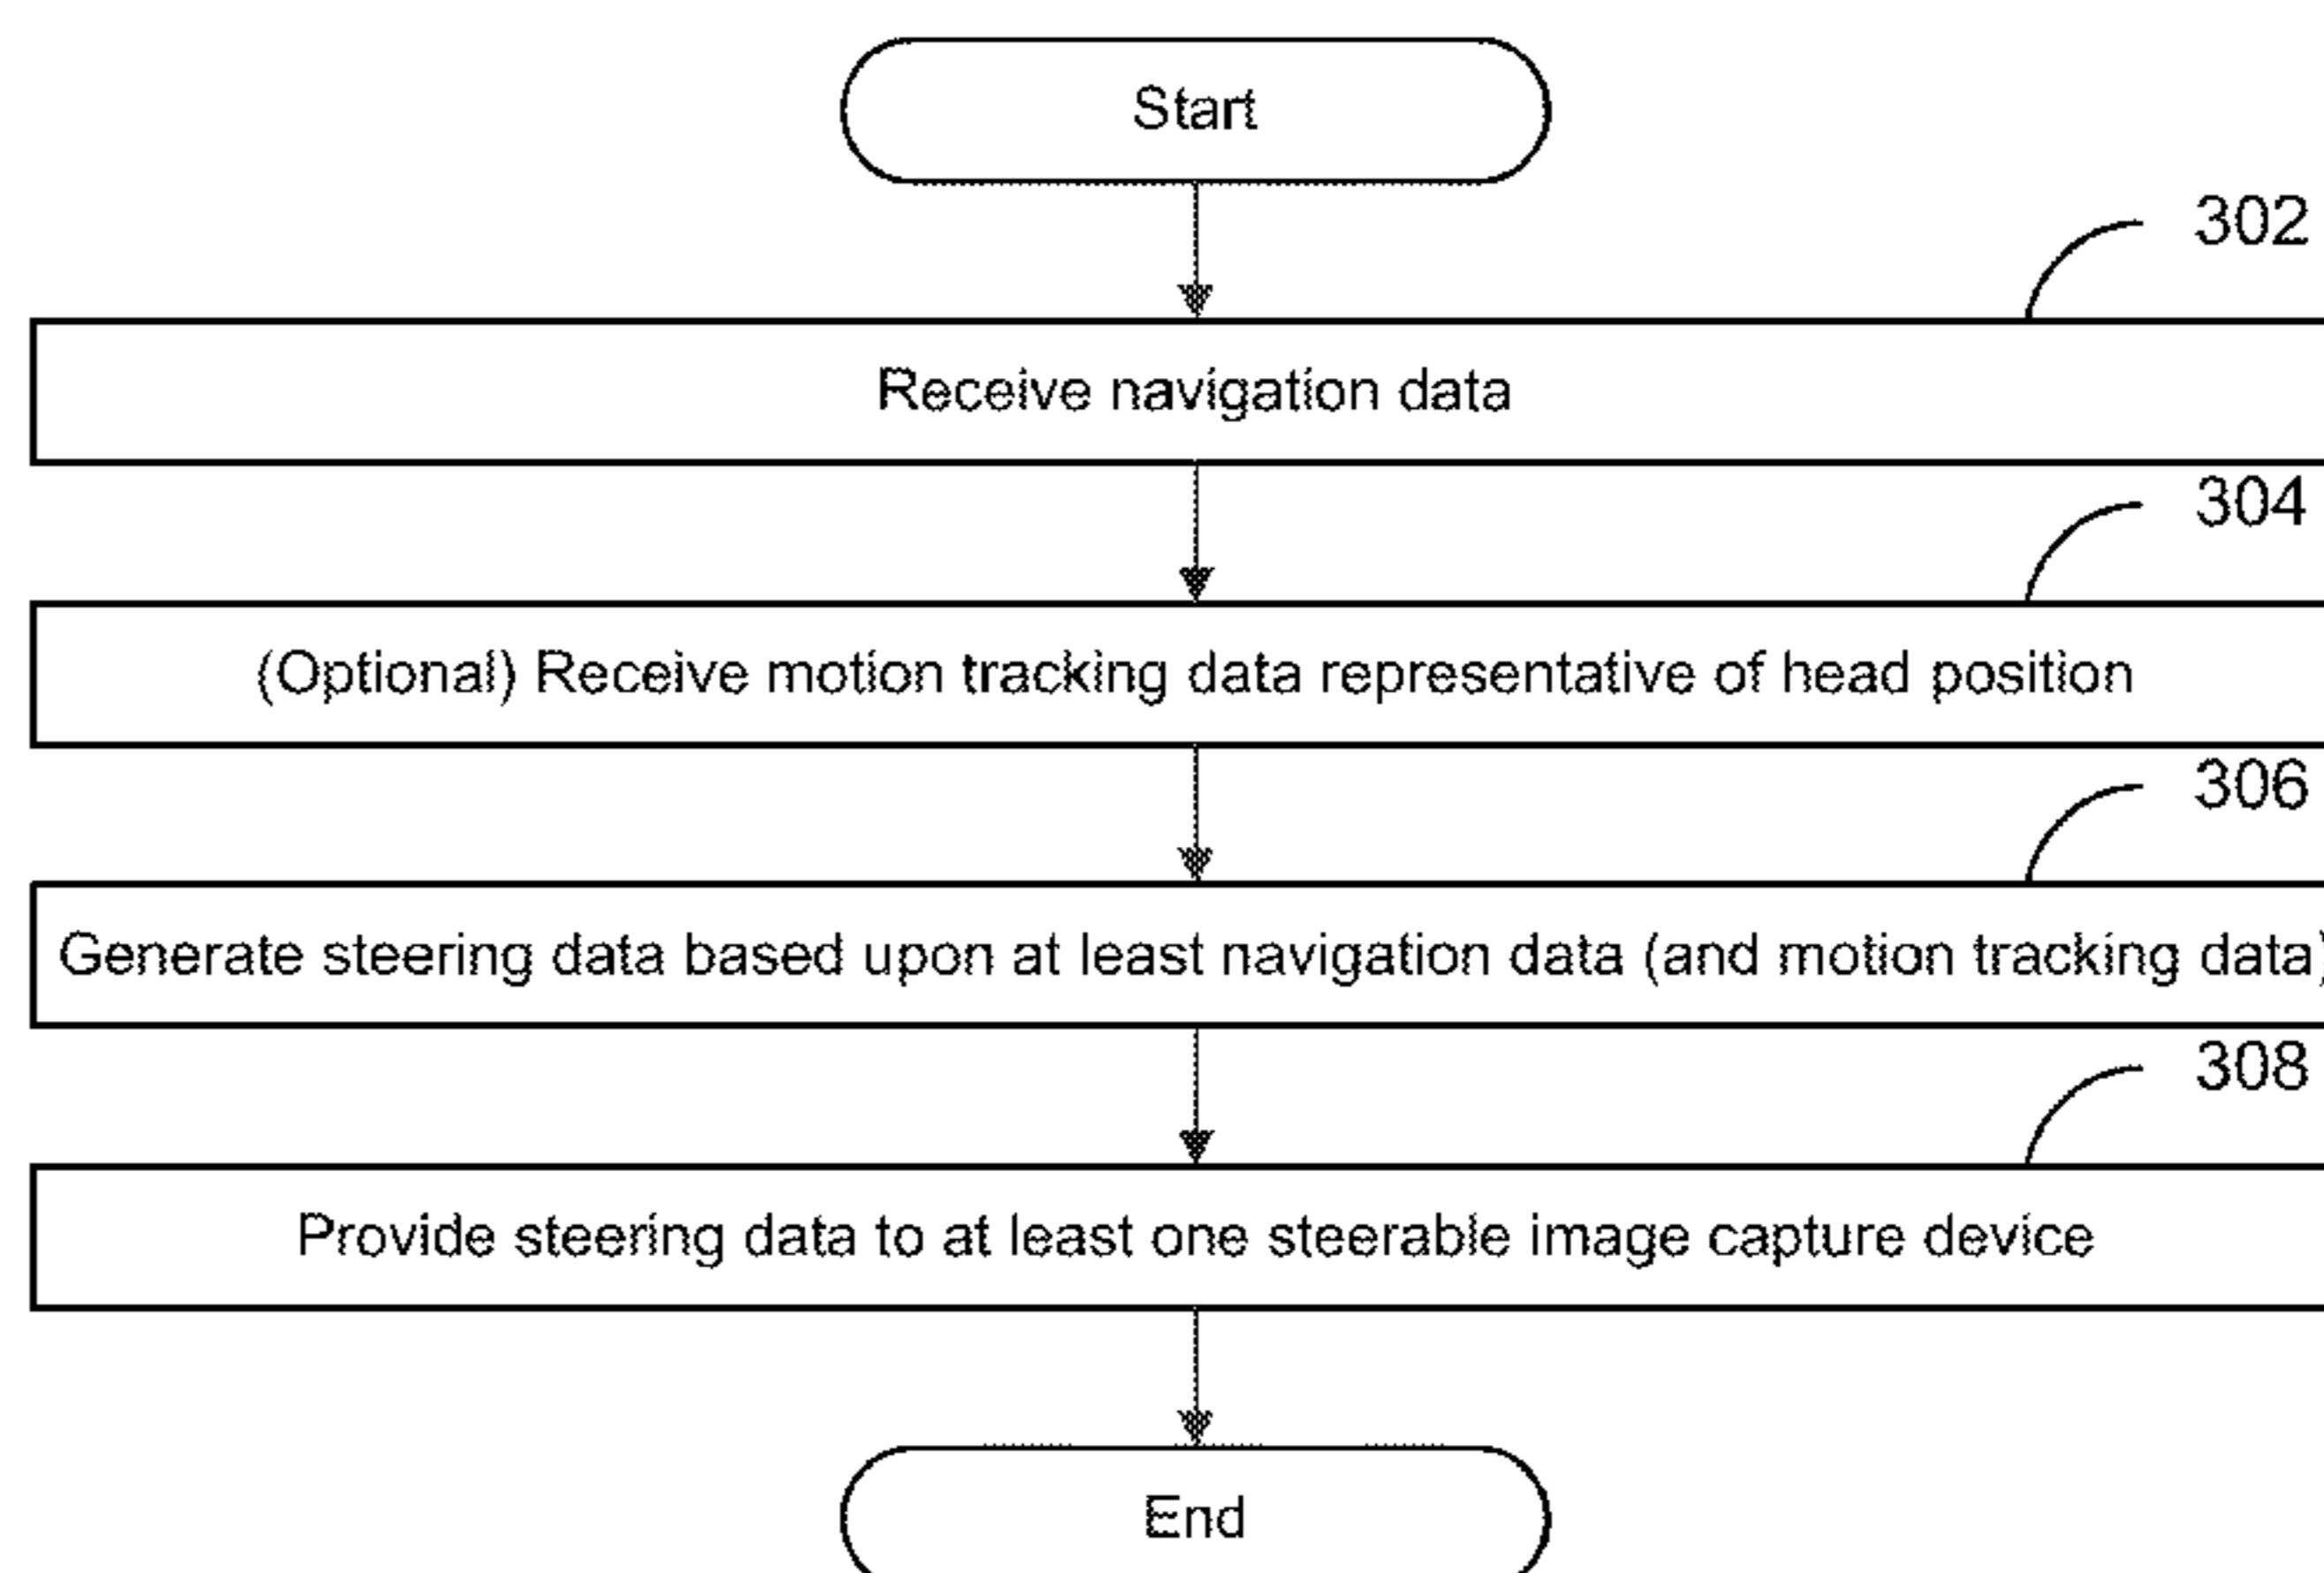 Start
302
Receive navigation data
304
(Optional) Receive motion tracking data representative of head position
306
Generate steering data based upon at least navigation data (and motion tracking data)
308
Provide steering data to at least one steerable image capture device
End